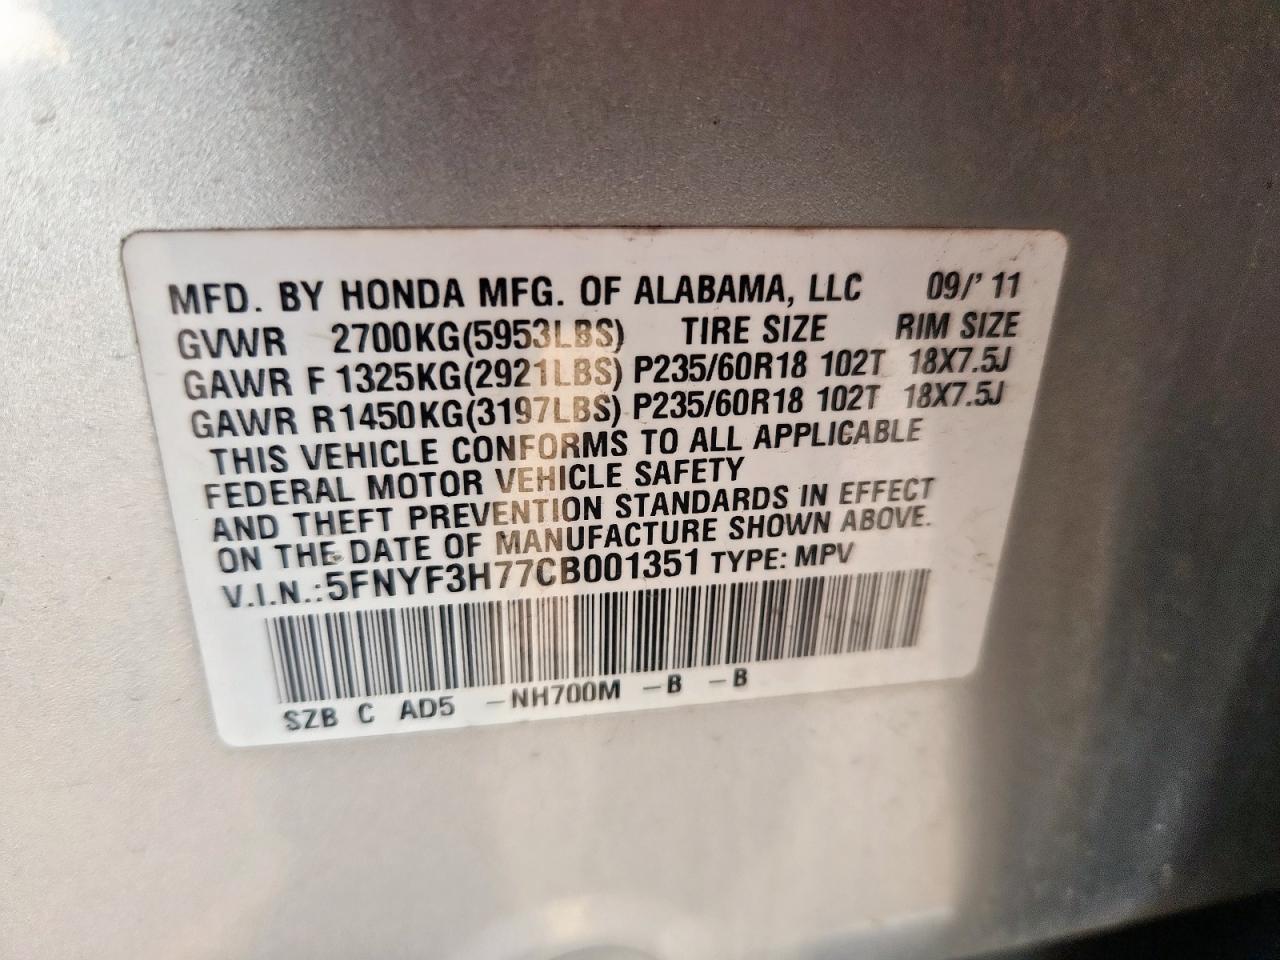 MFD. BY HONDA MFG. OF ALABAMA, LLC 09/'11
GVWR 2700KG(5953LBS) TIRE SIZE RIM SIZE
GAWR F 1325KG(2921LBS) P235/60R18 102T 18X7.5J
GAWR R1450KG(3197LBS) P235/60R18 102T 18X7.5J
THIS VEHICLE CONFORMS TO ALL APPLICABLE
FEDERAL MOTOR VEHICLE SAFETY
AND THEFT PREVENTION STANDARDS IN EFFECT
ON THE DATE OF MANUFACTURE SHOWN ABOVE.
V.I.N.:5FNYF3H77CB001351 TYPE: MPV
SZB C AD5 -NH700M -B -B